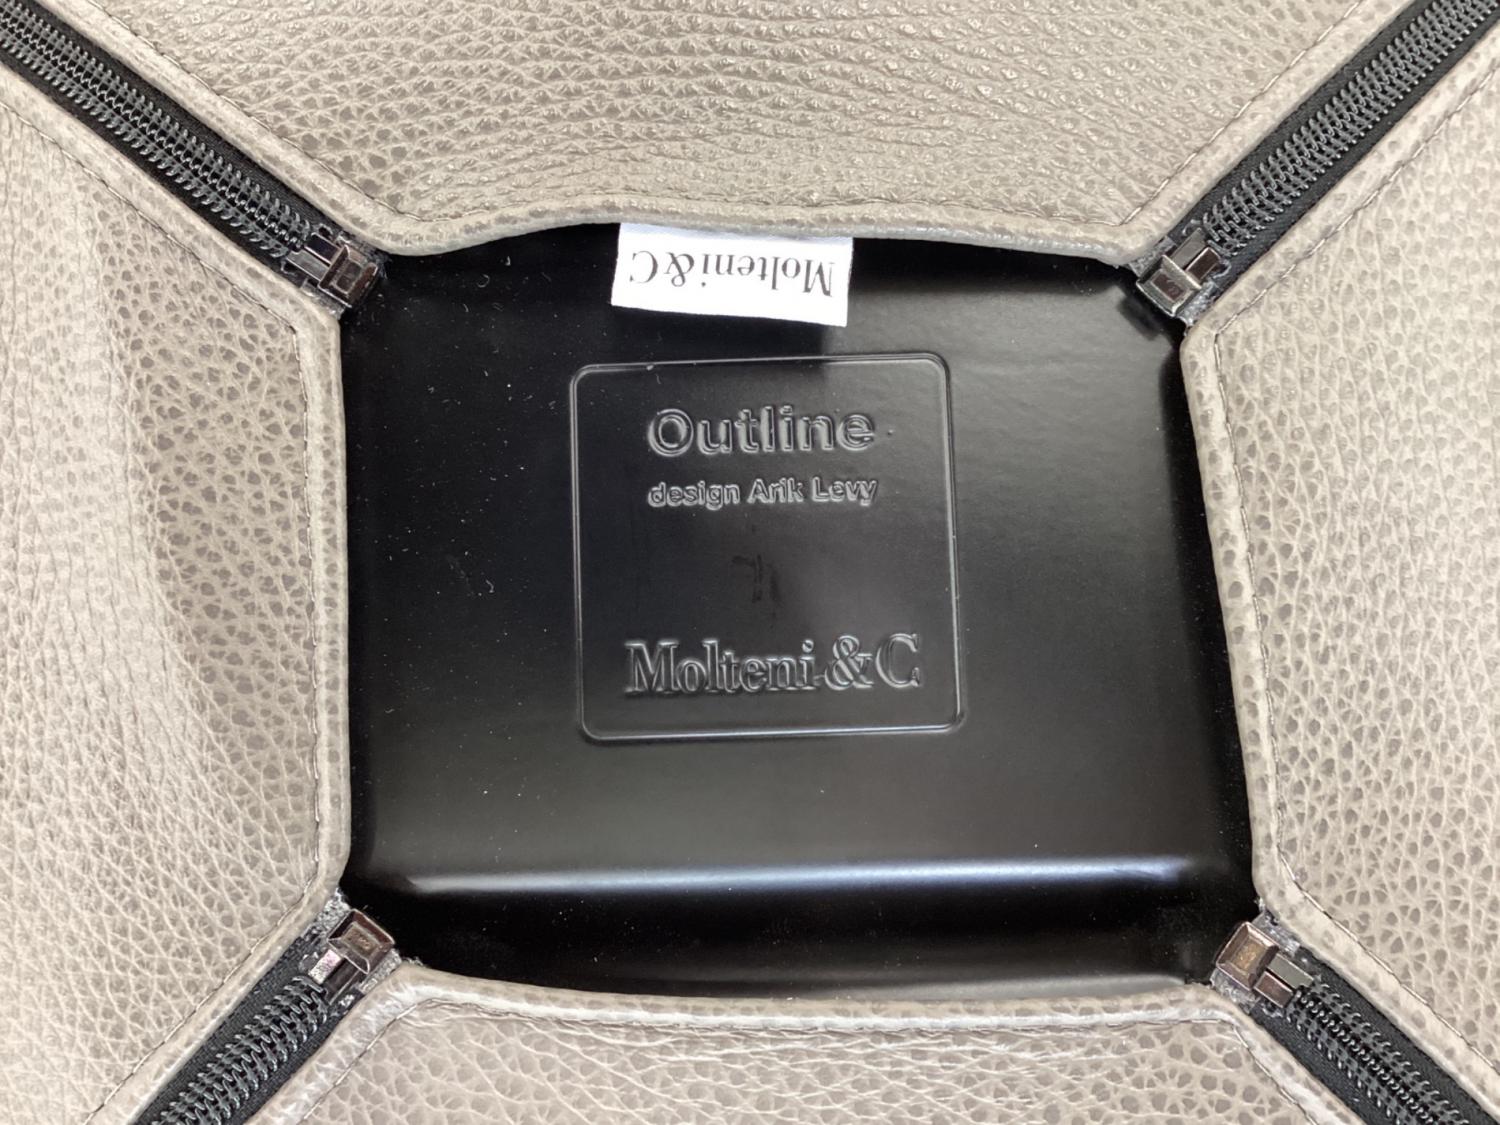 Molteni&C
Outline
design Arik Levy
Molteni&C